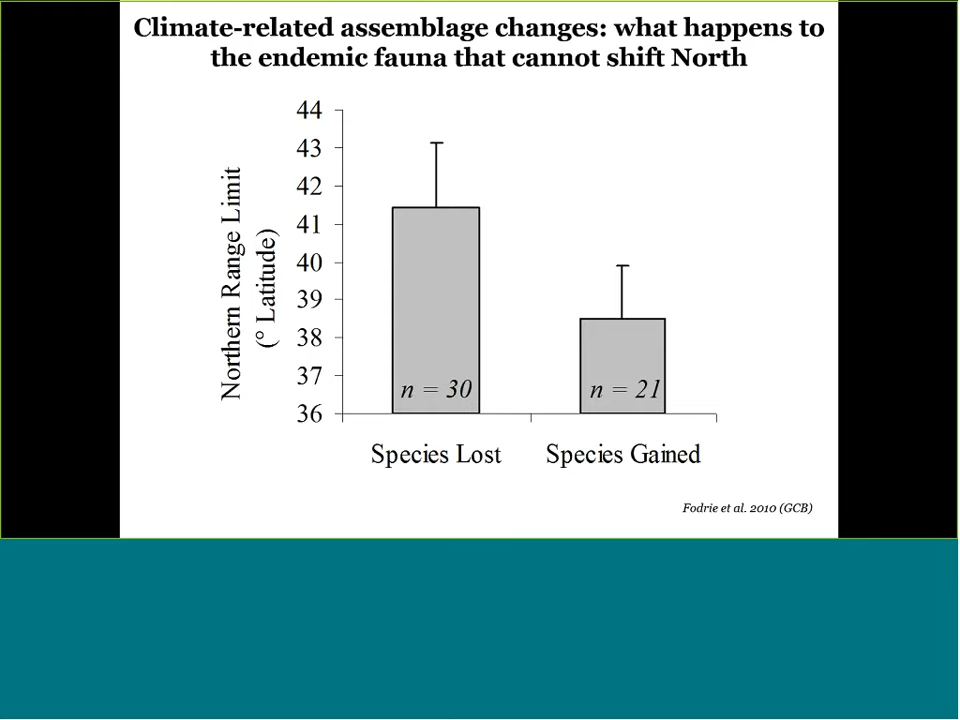 Climate-related assemblage changes: what happens to
the endemic fauna that cannot shift North
44
43
42
41
40
39
38
37
36
Northern Range Limit
(° Latitude)
n = 30
n = 21
Species Lost
Species Gained
Fodrie et al. 2010 (GCB)